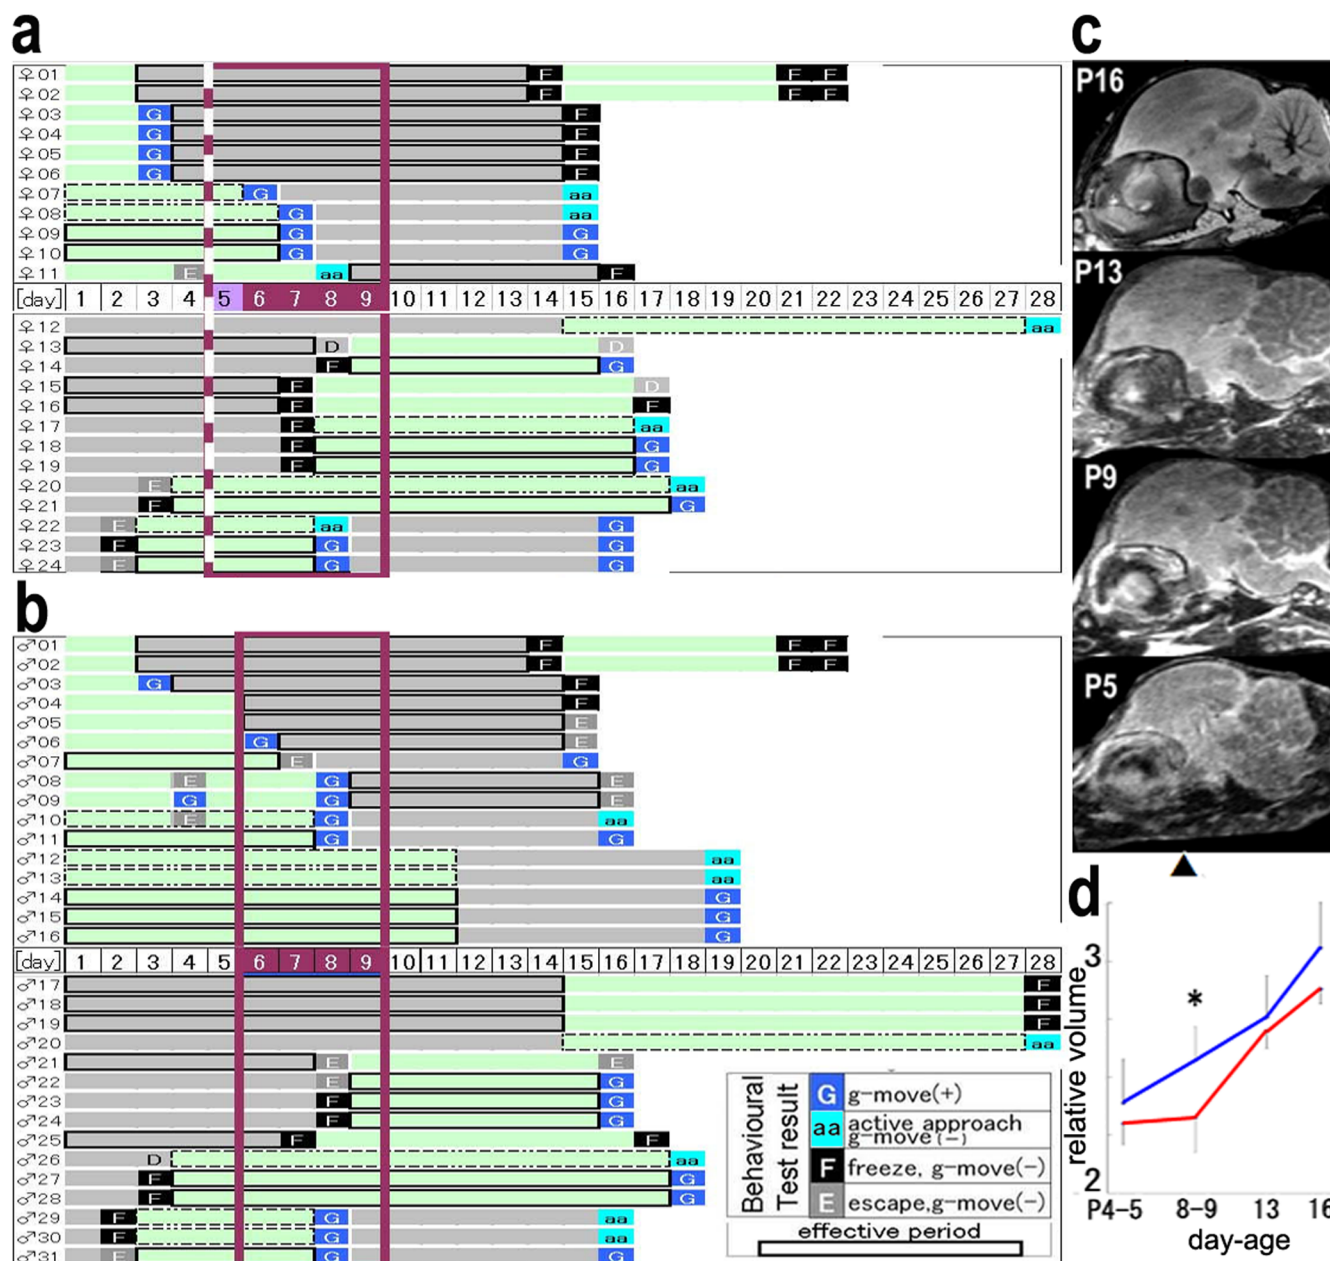 a
♀01 F F F
♀02 F F F
♀03 G F
♀04 G F
♀05 G F
♀06 G F
♀07 G aa
♀08 G aa
♀09 G G
♀10 G G
♀11 E aa F
[day] 1 2 3 4 5 6 7 8 9 10 11 12 13 14 15 16 17 18 19 20 21 22 23 24 25 26 27 28
♀12 aa
♀13 D D
♀14 F G
♀15 F D
♀16 F F
♀17 F aa
♀18 F G
♀19 F G
♀20 E aa
♀21 F G
♀22 E aa G
♀23 F G G
♀24 E G G
b
♂01 F F F
♂02 F F F
♂03 G F
♂04 F
♂05 E
♂06 G E
♂07 E G
♂08 E G E
♂09 G G E
♂10 E G aa
♂11 G G
♂12 aa
♂13 aa
♂14 G
♂15 G
♂16 G
[day] 1 2 3 4 5 6 7 8 9 10 11 12 13 14 15 16 17 18 19 20 21 22 23 24 25 26 27 28
♂17 F
♂18 F
♂19 F
♂20 aa
♂21 E E
♂22 E G
♂23 F G
♂24 F G
♂25 F F
♂26 D aa
♂27 F G
♂28 F G
♂29 F G aa
♂30 F G aa
♂31 E G G
Behavioural
Test result
G g-move(+)
aa active approach
g-move(-)
F freeze, g-move(-)
E escape,g-move(-)
effective period
c
P16
P13
P9
P5
d
relative volume
3
*
2
P4-5 8-9 13 16
day-age